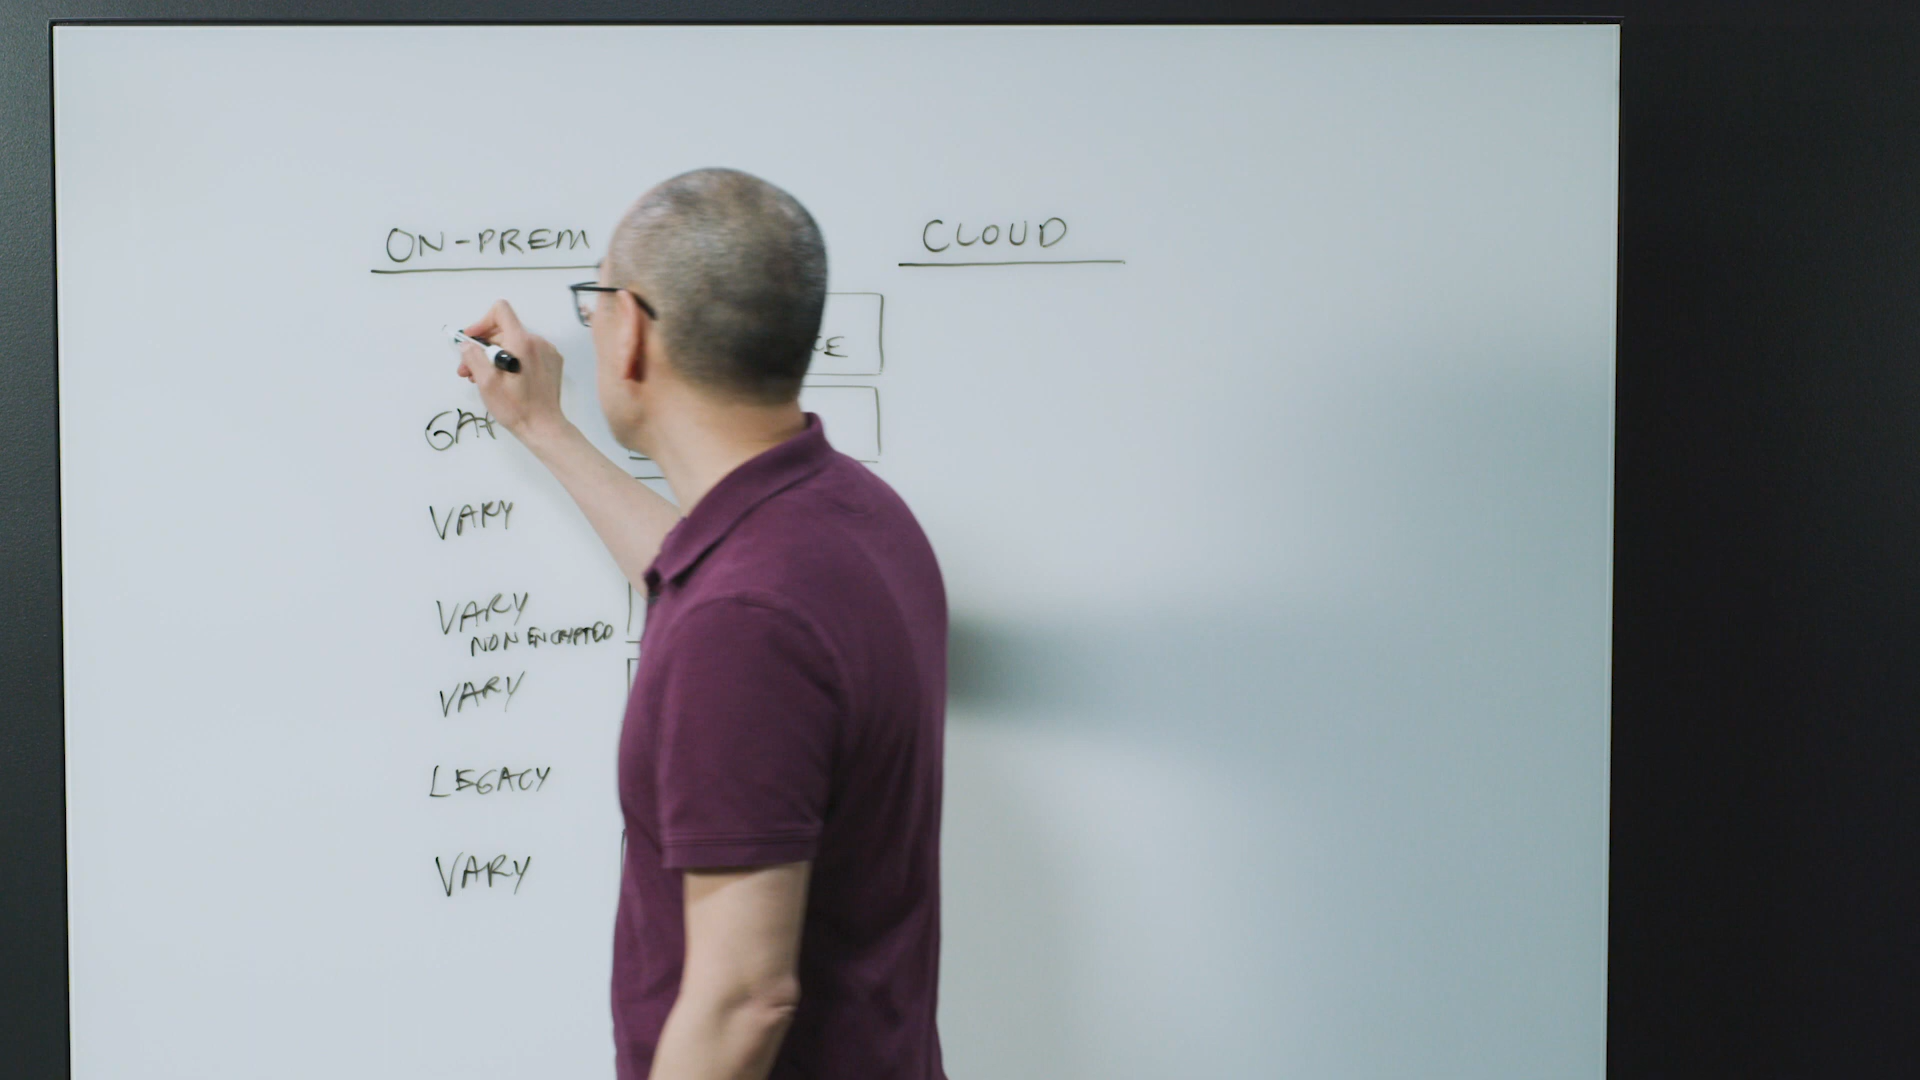 ON-PREM
CLOUD
VARY
VARY
NON ENCRYPTED
VARY
LEGACY
VARY